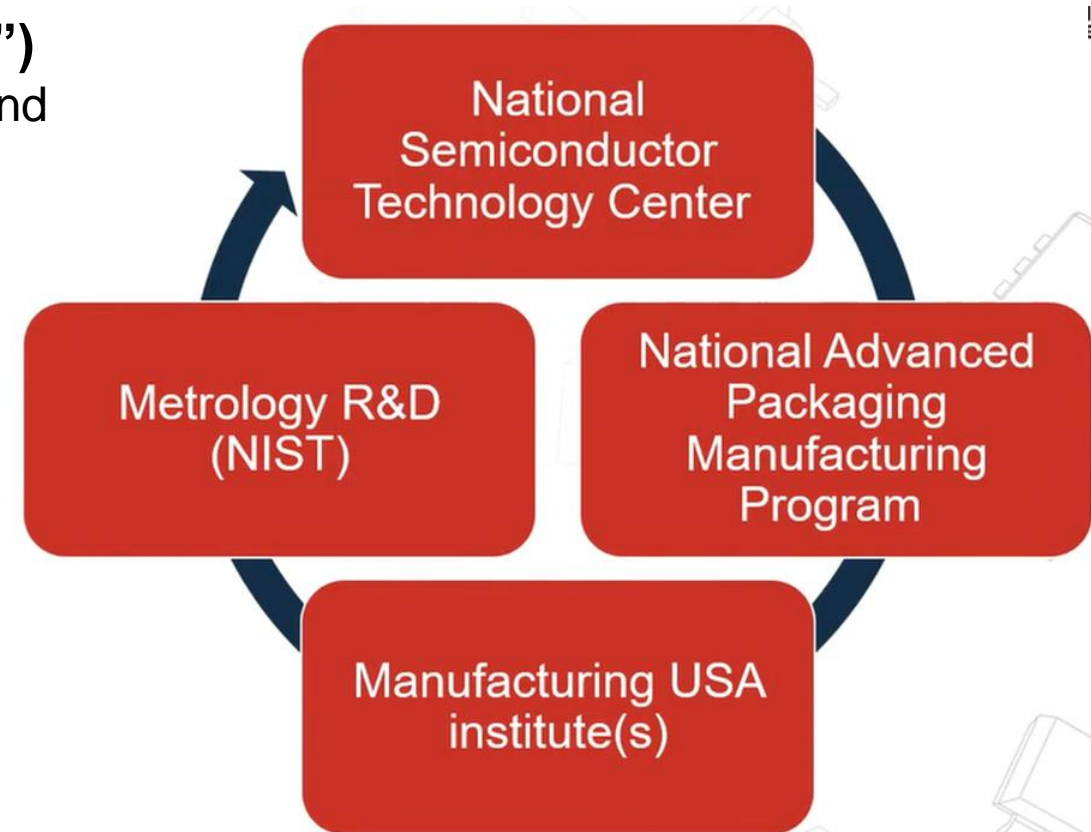 ”)
nd
National
Semiconductor
Technology Center
Metrology R&D
(NIST)
National Advanced
Packaging
Manufacturing
Program
Manufacturing USA
institute(s)